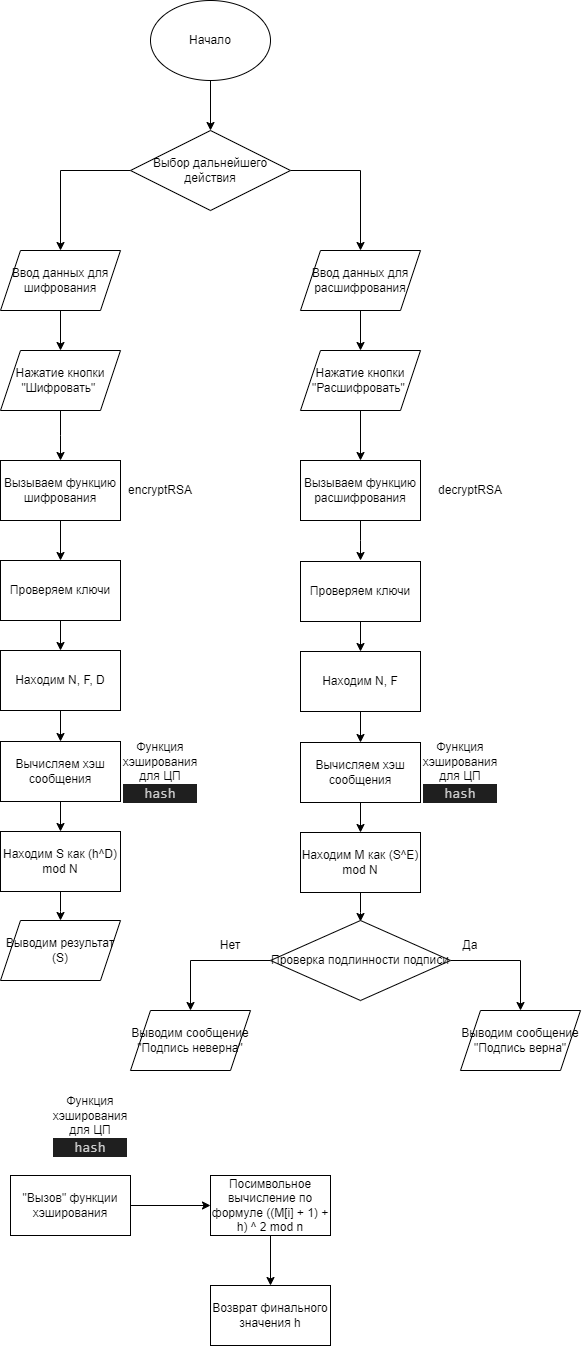 Начало
Выбор дальнейшего
действия
Ввод данных для
шифрования
Ввод данных для
расшифрования
Нажатие кнопки
"Шифровать"
Нажатие кнопки
"Расшифровать"
Вызываем функцию
шифрования
encryptRSA
Вызываем функцию
расшифрования
decryptRSA
Проверяем ключи
Проверяем ключи
Находим N, F, D
Находим N, F
Вычисляем хэш
сообщения
Функция
хэширования
для ЦП
hash
Вычисляем хэш
сообщения
Функция
хэширования
для ЦП
hash
Находим S как (h^D)
mod N
Находим M как (S^E)
mod N
Выводим результат
(S)
Нет
Проверка подлинности подписи
Да
Выводим сообщение
"Подпись неверна"
Выводим сообщение
"Подпись верна"
Функция
хэширования
для ЦП
hash
"Вызов" функции
хэширования
Посимвольное
вычисление по
формуле ((M[i] + 1) +
h) ^ 2 mod n
Возврат финального
значения h